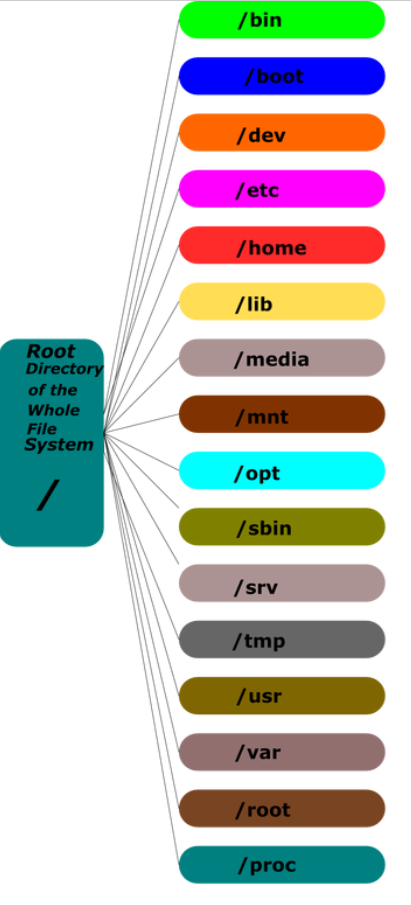 /bin
/boot
/dev
/etc
/home
/lib
Root
Directory
of the
Whole
File
System
/
/media
/mnt
/opt
/sbin
/srv
/tmp
/usr
/var
/root
/proc